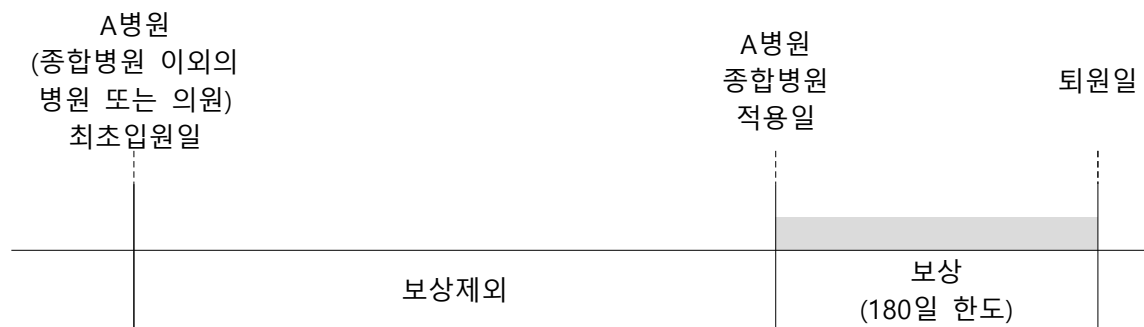 A병원
(종합병원 이외의
병원 또는 의원)
최초입원일
A병원
종합병원
적용일
퇴원일
보상제외
보상
(180일 한도)